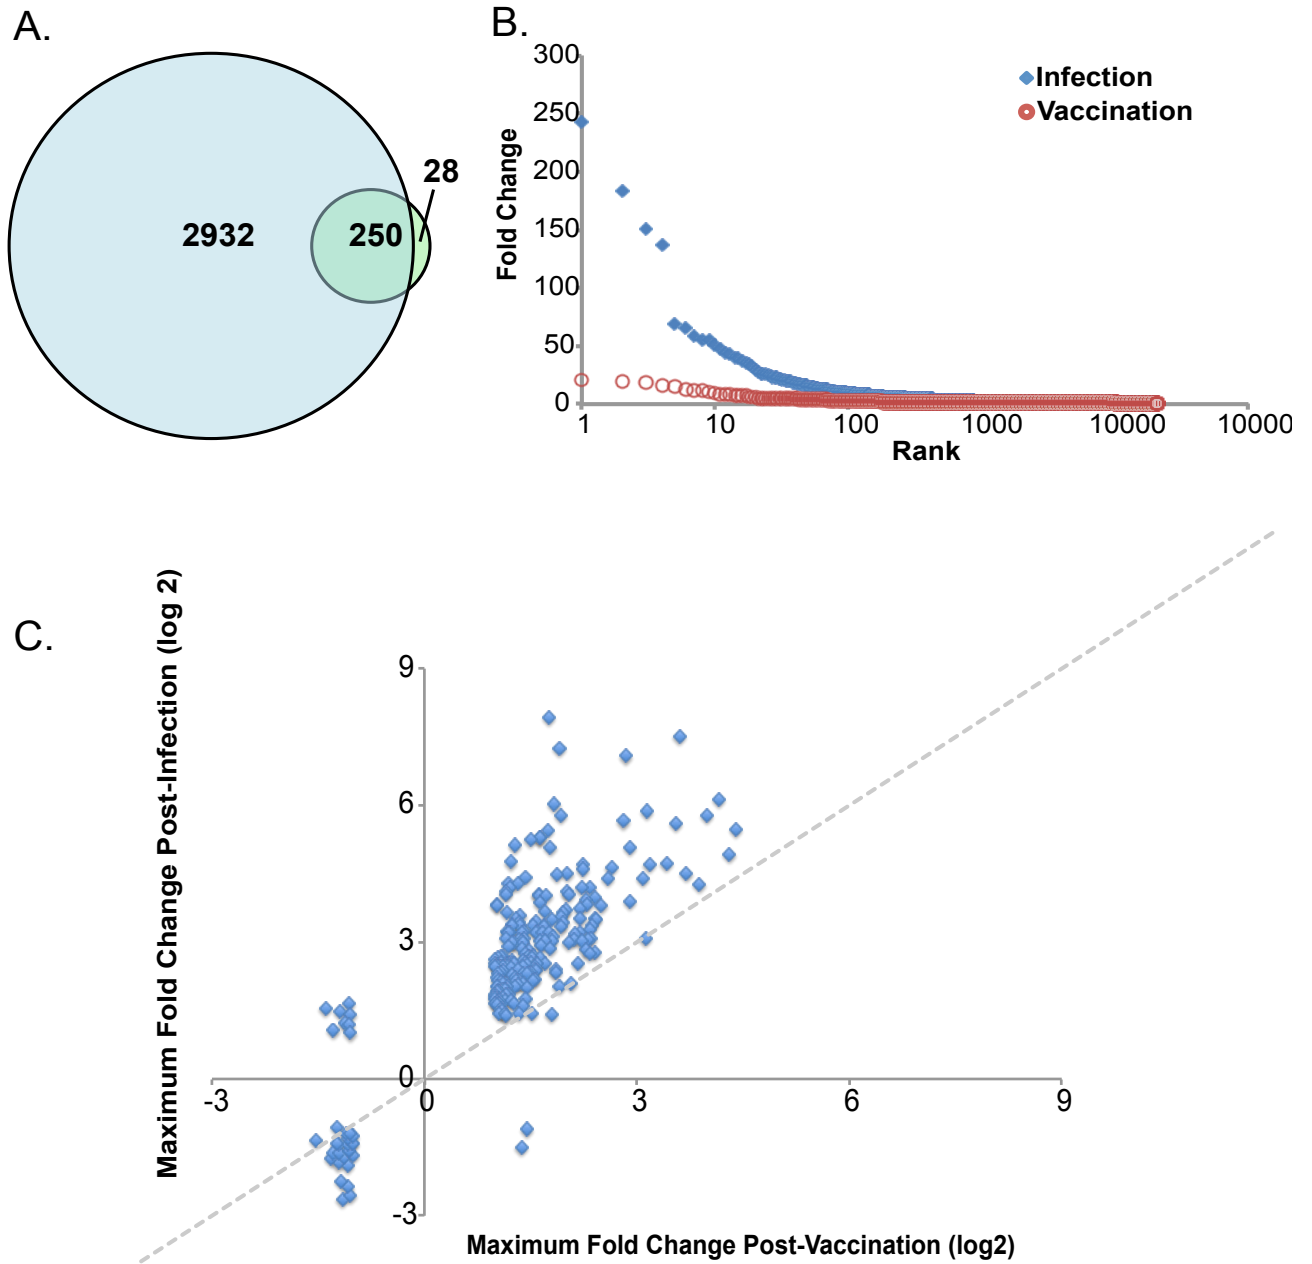 A.
2932
250
28
B.
300
250
200
150
100
50
0
Fold Change
Infection
Vaccination
1
10
100
1000
10000
10000
Rank
C.
Maximum Fold Change Post-Infection (log 2)
9
6
3
0
-3
-3
0
3
6
9
Maximum Fold Change Post-Vaccination (log2)